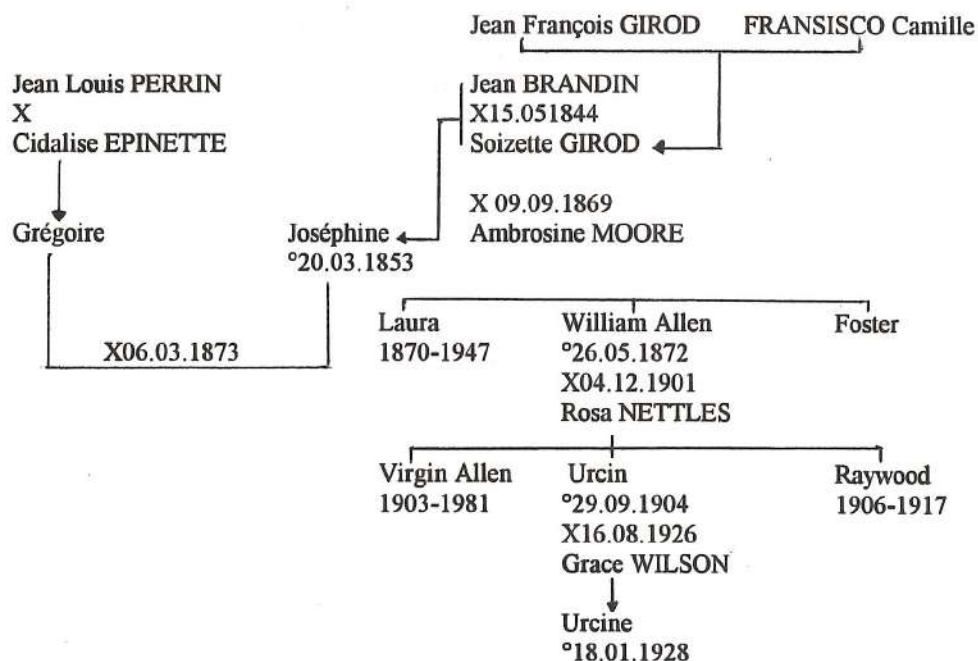 Jean François GIROD FRANSISCO Camille
Jean Louis PERRIN
X
Cidalise EPINETTE
Jean BRANDIN
X15.051844
Soizette GIROD
X 09.09.1869
Ambrosine MOORE
Grégoire
Joséphine
°20.03.1853
X06.03.1873
Laura
1870-1947
William Allen
°26.05.1872
X04.12.1901
Rosa NETTLES
Foster
Virgin Allen
1903-1981
Urcin
°29.09.1904
X16.08.1926
Grace WILSON
Raywood
1906-1917
Urcine
°18.01.1928